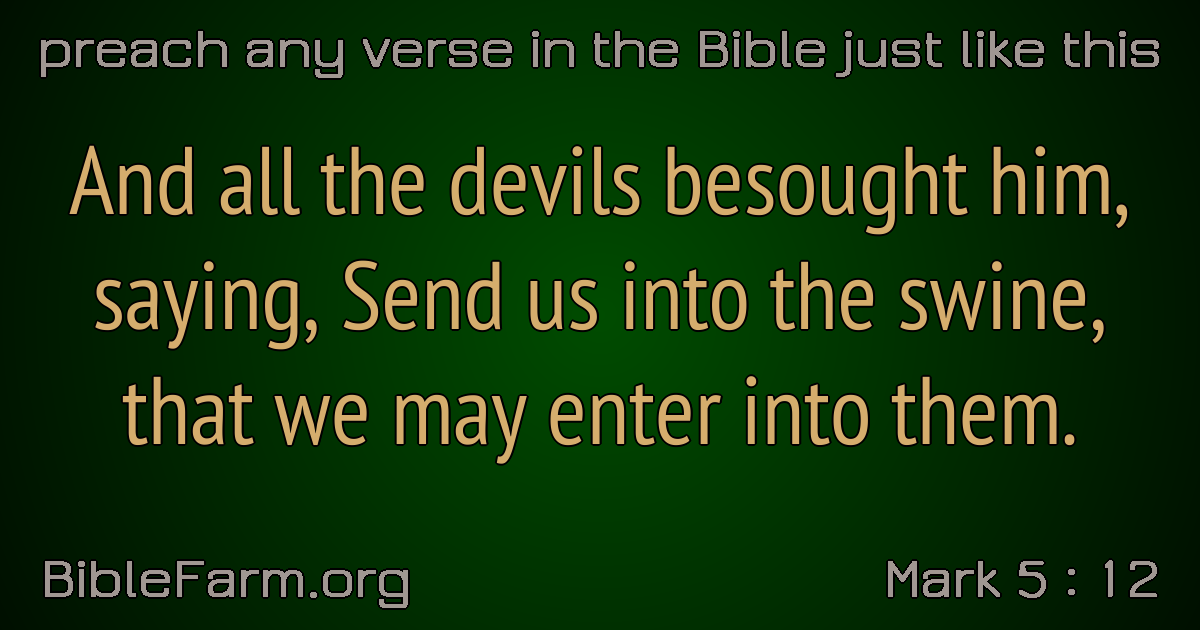 preach any verse in the Bible just like this
And all the devils besought him,
saying, Send us into the swine,
that we may enter into them.
BibleFarm.org
Mark 5 : 12